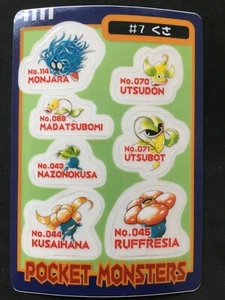 #7 くさ
No.114
MONJARA
No.070
UTSUDON
No.069
MADATSUBOMI
No.071
UTSUBOT
No.043
NAZONOKUSA
No.044
KUSAIHANA
No.045
RUFFRESIA
POCKET MONSTERS